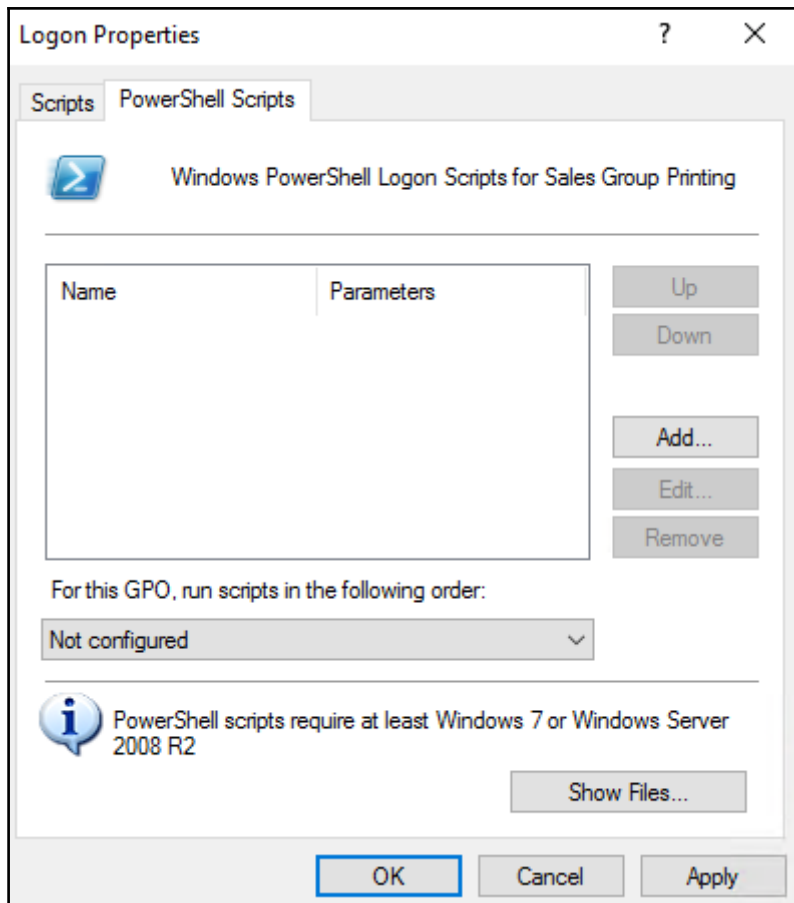 Logon Properties
?
Scripts
PowerShell Scripts
Windows PowerShell Logon Scripts for Sales Group Printing
Name
Parameters
Up
Down
Add...
Edit...
Remove
For this GPO, run scripts in the following order:
Not configured
PowerShell scripts require at least Windows 7 or Windows Server
2008 R2
Show Files...
OK
Cancel
Apply